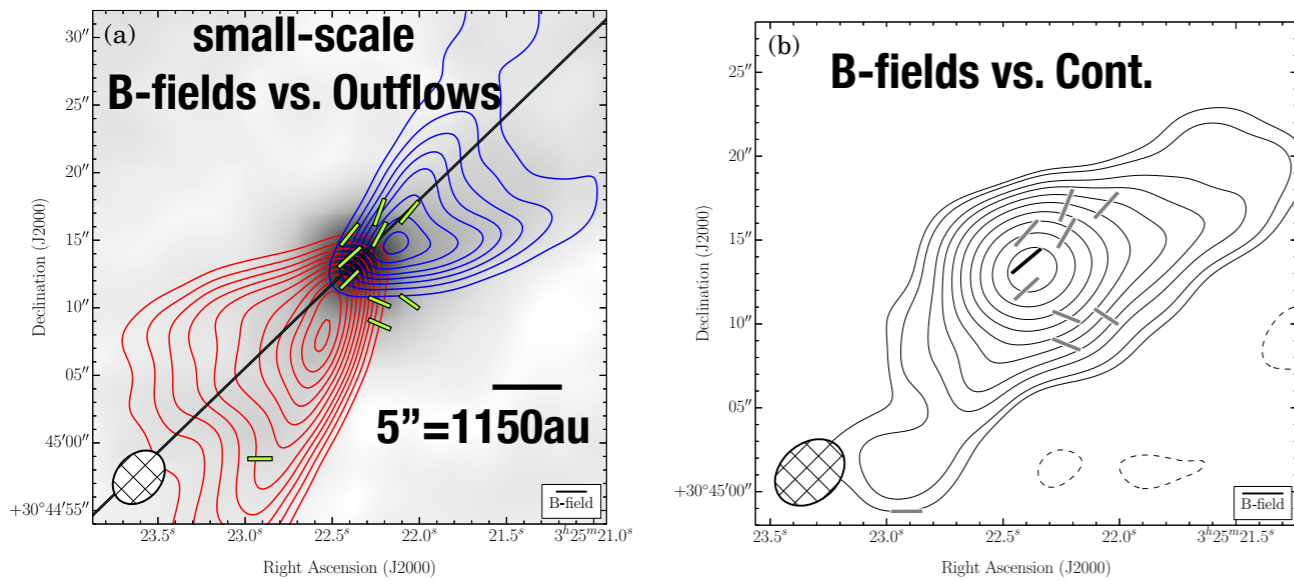 (a)
small-scale
B-fields vs. Outflows
30″
25″
20″
15″
10″
05″
45′00″
+30°44′55″
Declination (J2000)
5”=1150au
B-field
23.5ˢ 23.0ˢ 22.5ˢ 22.0ˢ 21.5ˢ 3ʰ25ᵐ21.0ˢ
Right Ascension (J2000)
(b)
B-fields vs. Cont.
25″
20″
15″
10″
05″
+30°45′00″
Declination (J2000)
B-field
23.5ˢ 23.0ˢ 22.5ˢ 22.0ˢ 3ʰ25ᵐ21.5ˢ
Right Ascension (J2000)